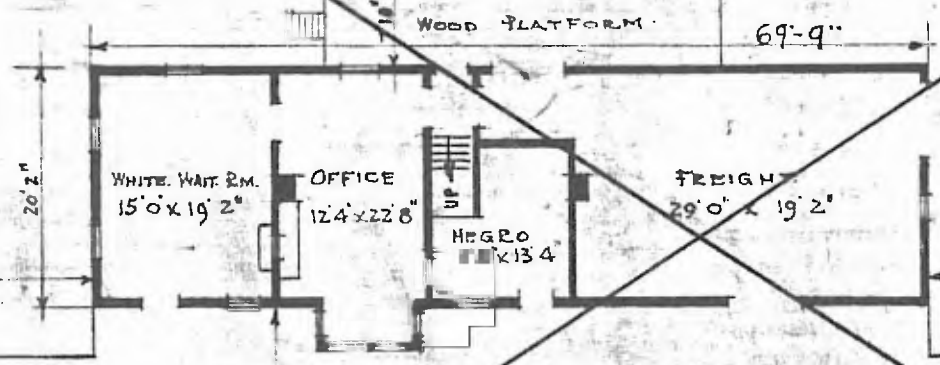 WOOD PLATFORM
69'-9"
20'2"
WHITE. WAIT. RM.
15'0" x 19'2"
OFFICE
12'4" x 22'8"
UP
NEGRO
x 13'4"
FREIGHT
29'0" x 19'2"